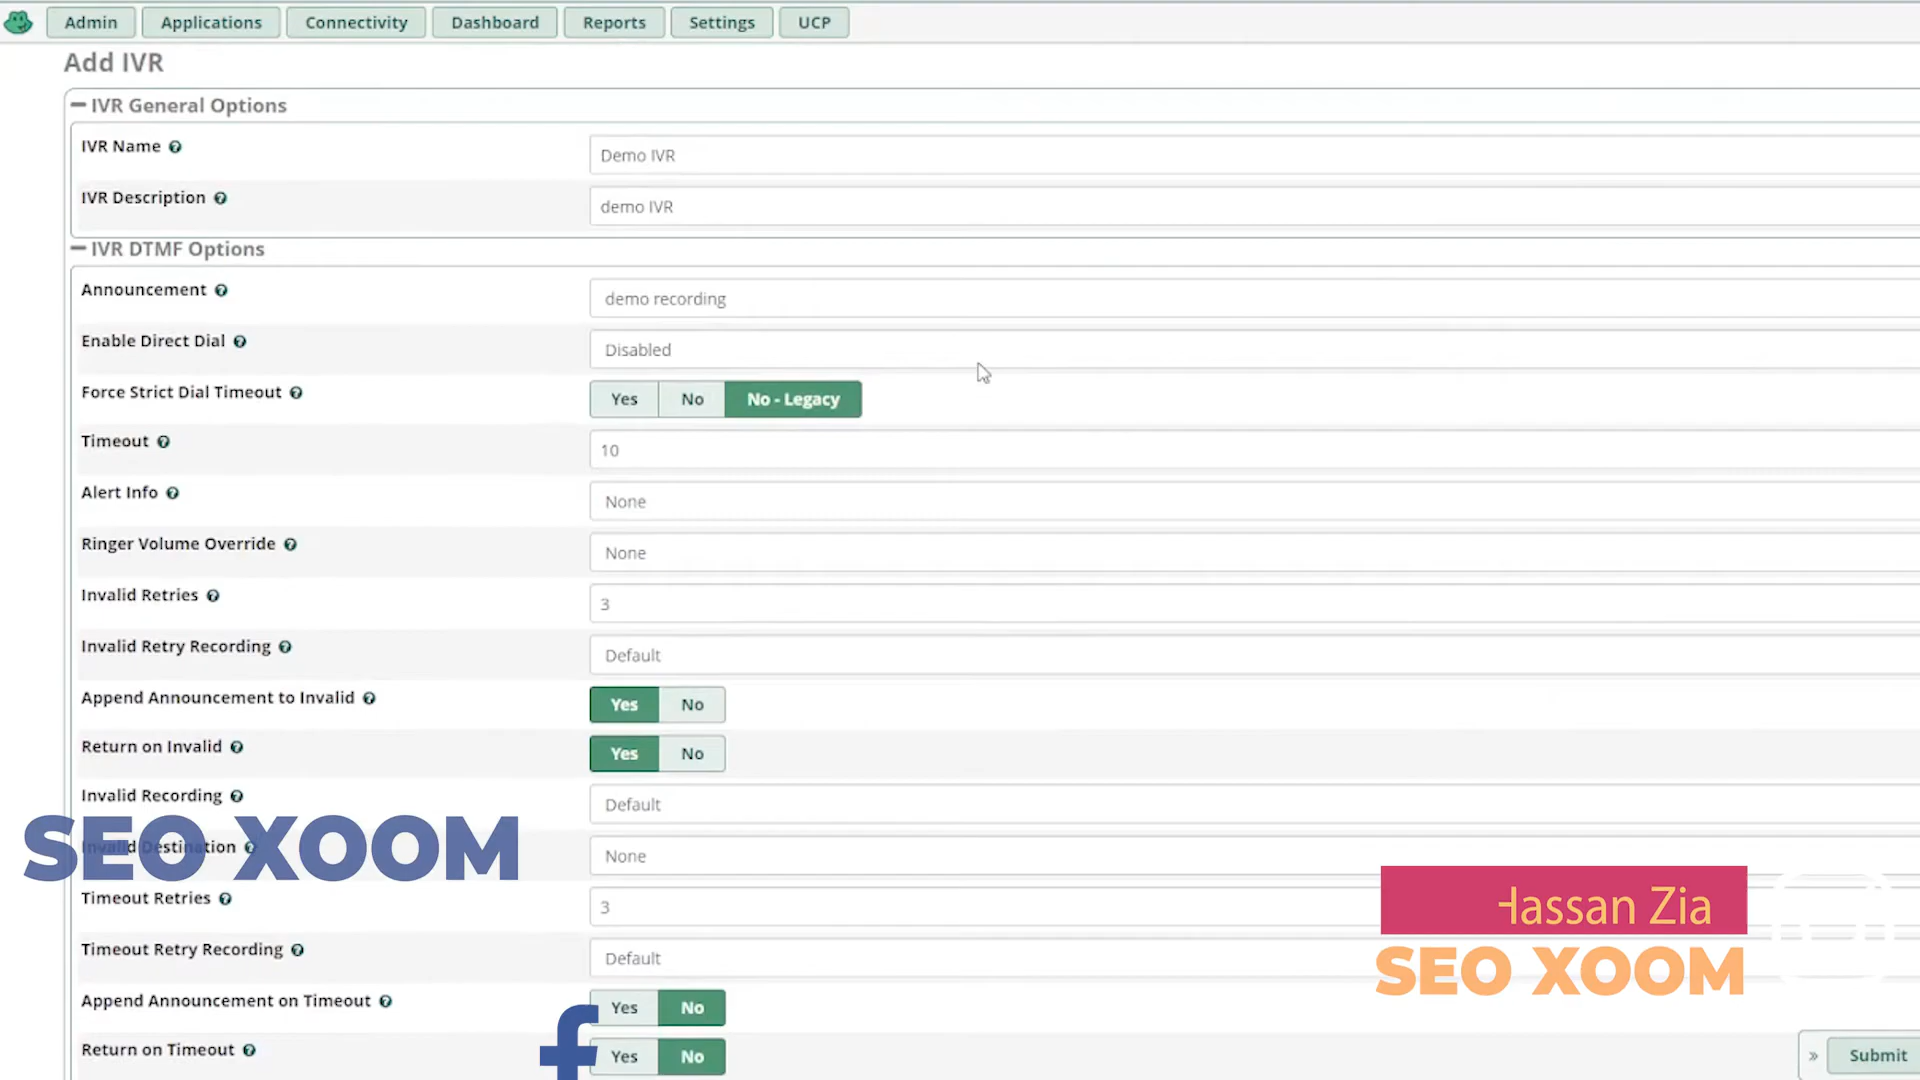 Admin Applications Connectivity Dashboard Reports Settings UCP
Add IVR
IVR General Options
IVR Name Demo IVR
IVR Description demo IVR
IVR DTMF Options
Announcement demo recording
Enable Direct Dial Disabled
Force Strict Dial Timeout Yes No No - Legacy
Timeout 10
Alert Info None
Ringer Volume Override None
Invalid Retries 3
Invalid Retry Recording Default
Append Announcement to Invalid Yes No
Return on Invalid Yes No
Invalid Recording Default
SEO XOOM
Invalid Destination None
Timeout Retries 3
Hassan Zia
Timeout Retry Recording Default
SEO XOOM
Append Announcement on Timeout Yes No
Return on Timeout Yes No
» Submit